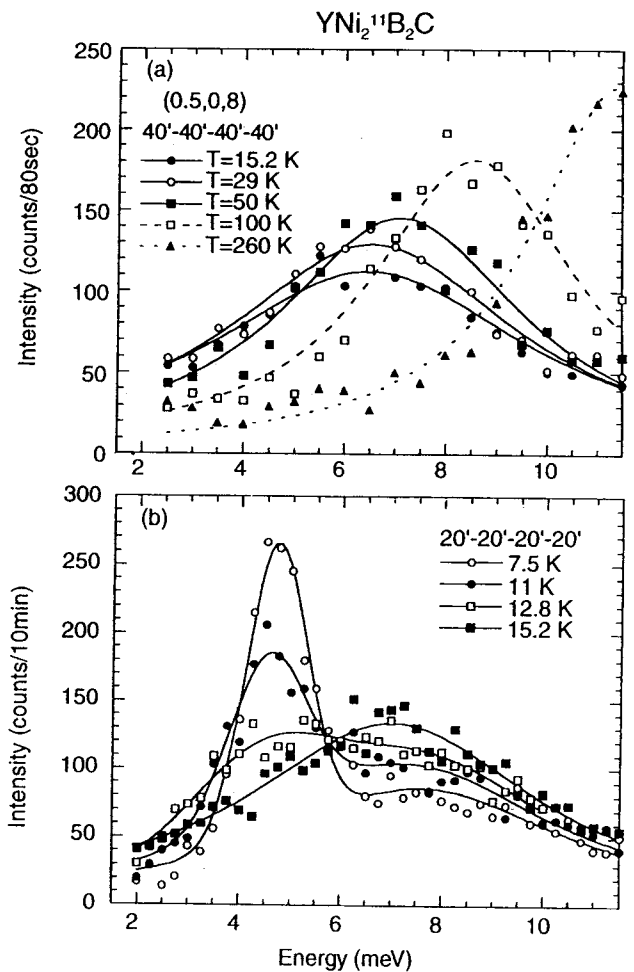 YNi₂¹¹B₂C
(a)
(0.5,0,8)
40'-40'-40'-40'
T=15.2 K
T=29 K
T=50 K
T=100 K
T=260 K
Intensity (counts/80sec)
250
200
150
100
50
0
2 4 6 8 10
(b)
20'-20'-20'-20'
7.5 K
11 K
12.8 K
15.2 K
Intensity (counts/10min)
300
250
200
150
100
50
0
2 4 6 8 10
Energy (meV)